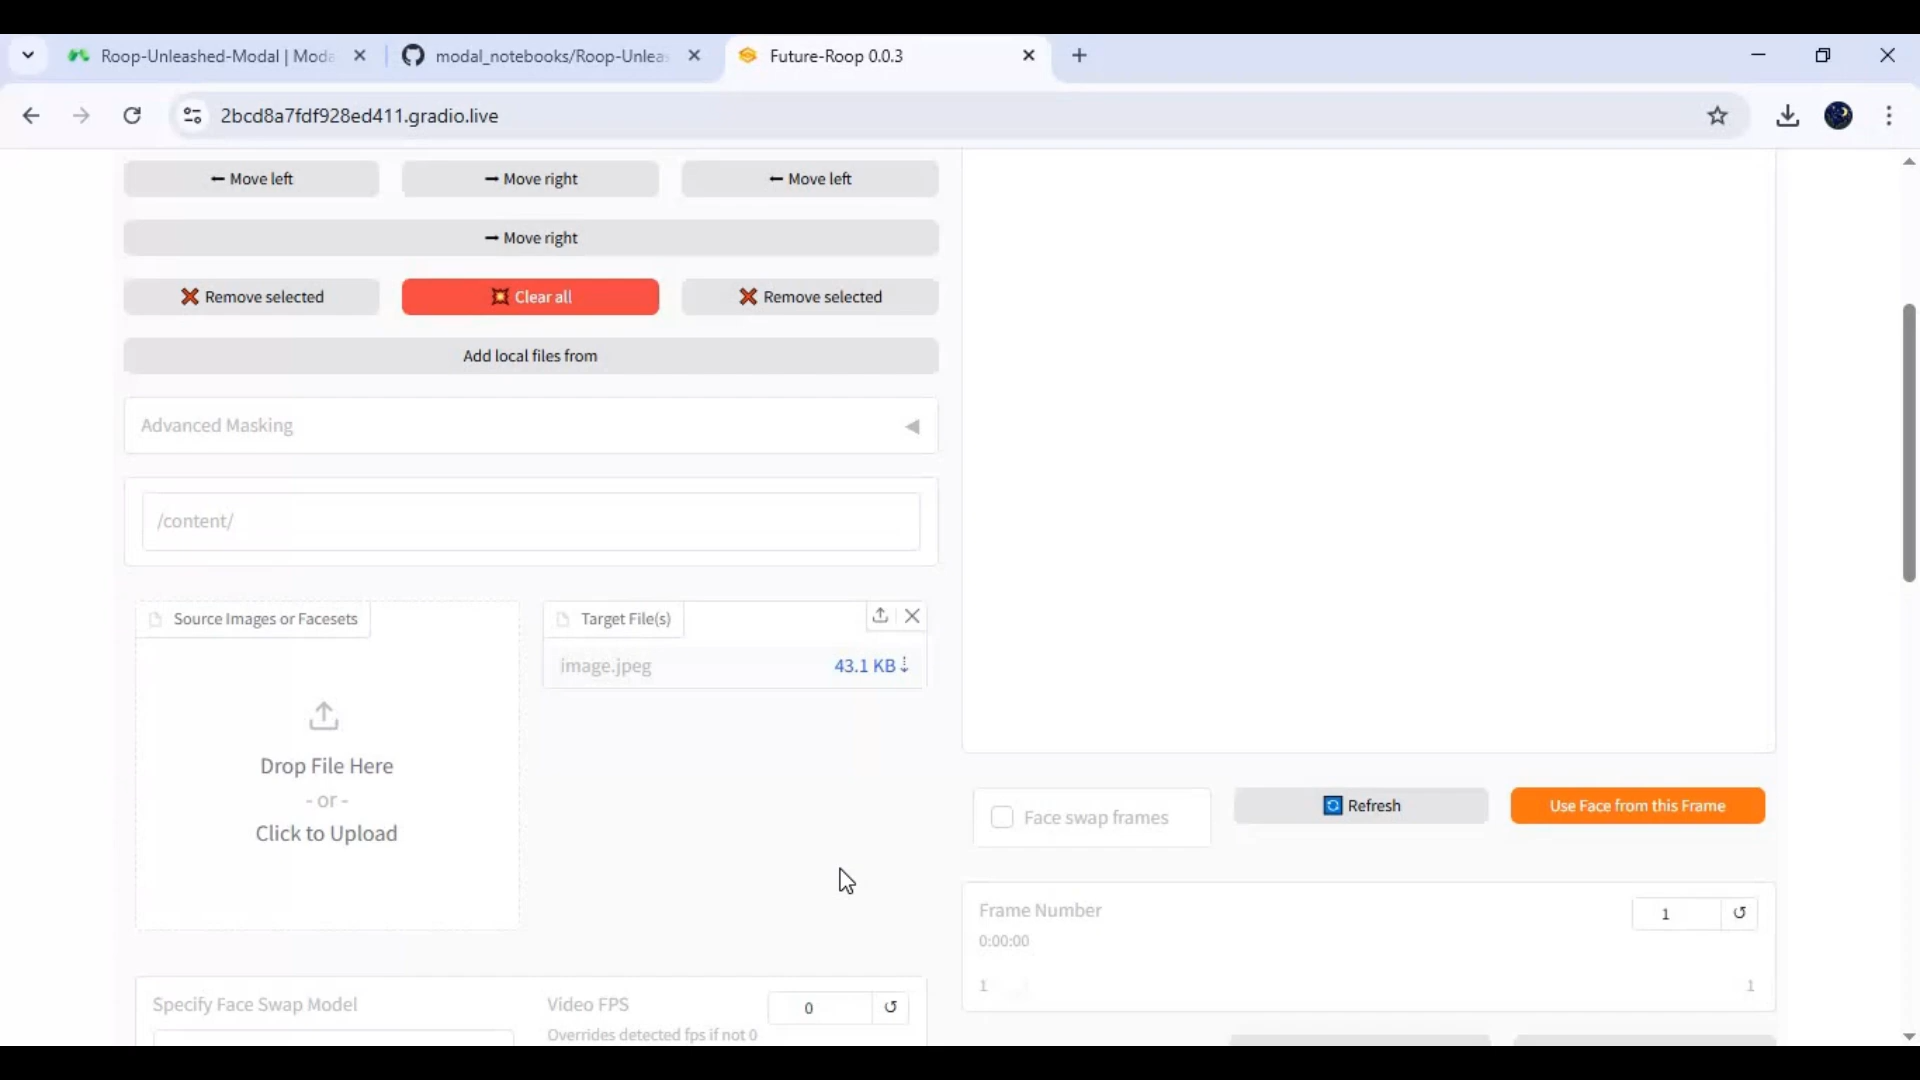 Roop-Unleashed-Modal | Moda
modal_notebooks/Roop-Unleas
Future-Roop 0.0.3
2bcd8a7fdf928ed411.gradio.live
Move left
Move right
Move left
Move right
Remove selected
Clear all
Remove selected
Add local files from
Advanced Masking
/content/
Source Images or Facesets
Drop File Here
- or -
Click to Upload
Target File(s)
image.jpeg 43.1 KB
Specify Face Swap Model
Video FPS 0
Overrides detected fps if not 0
Face swap frames
Refresh
Use Face from this Frame
Frame Number 1
0:00:00
1 1